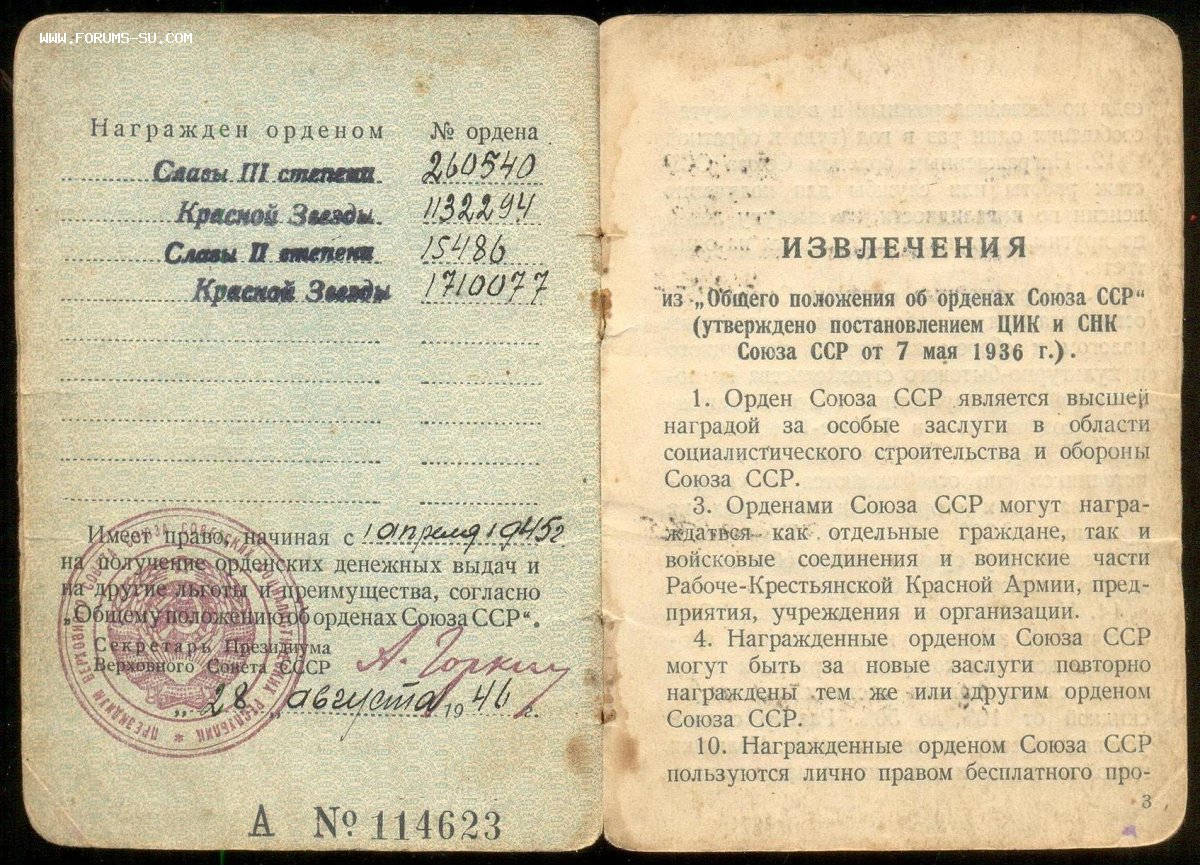 WWW.FORUMS-SU.COM
Награжден орденом № ордена
Славы III степени 260540
Красной Звезды 1132294
Славы II степени 15486
Красной Звезды 1710077
Имеет право, начиная с 1 апреля 1945 г
на получение орденских денежных выдач и
на другие льготы и преимущества, согласно
„Общему положению об орденах Союза ССР“.
Секретарь Президиума
Верховного Совета СССР
А. Горкин
„28„ августа 1946 г.
А № 114623
ИЗВЛЕЧЕНИЯ
из „Общего положения об орденах Союза ССР“
(утверждено постановлением ЦИК и СНК
Союза ССР от 7 мая 1936 г.).
1. Орден Союза ССР является высшей
наградой за особые заслуги в области
социалистического строительства и обороны
Союза ССР.
3. Орденами Союза ССР могут награ-
ждаться как отдельные граждане, так и
войсковые соединения и воинские части
Рабоче-Крестьянской Красной Армии, пред-
приятия, учреждения и организации.
4. Награжденные орденом Союза ССР
могут быть за новые заслуги повторно
награждены тем же или другим орденом
Союза ССР.
10. Награжденные орденом Союза ССР
пользуются лично правом бесплатного про-
3